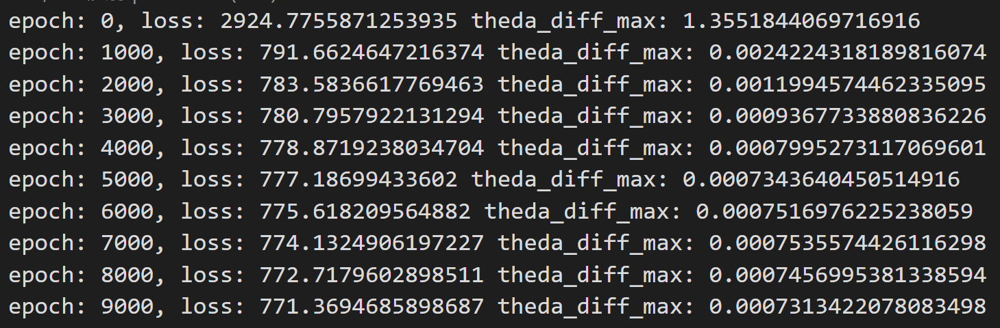 epoch: 0, loss: 2924.7755871253935 theda_diff_max: 1.3551844069716916
epoch: 1000, loss: 791.6624647216374 theda_diff_max: 0.0024224318189816074
epoch: 2000, loss: 783.5836617769463 theda_diff_max: 0.0011994574462335095
epoch: 3000, loss: 780.7957922131294 theda_diff_max: 0.0009367733880836226
epoch: 4000, loss: 778.8719238034704 theda_diff_max: 0.0007995273117069601
epoch: 5000, loss: 777.18699433602 theda_diff_max: 0.0007343640450514916
epoch: 6000, loss: 775.618209564882 theda_diff_max: 0.0007516976225238059
epoch: 7000, loss: 774.1324906197227 theda_diff_max: 0.0007535574426116298
epoch: 8000, loss: 772.7179602898511 theda_diff_max: 0.0007456995381338594
epoch: 9000, loss: 771.3694685898687 theda_diff_max: 0.0007313422078083498